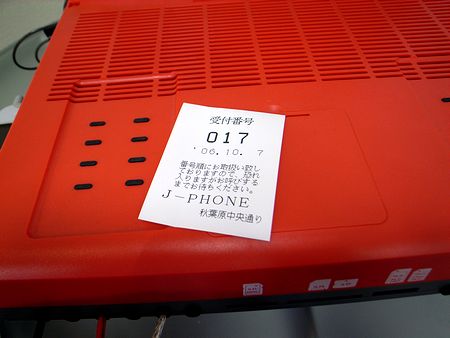 受付番号
017
'06.10. 7
番号順にお取扱い致し
ておりますので、恐れ
入りますがお呼びする
までお待ちください。
J－PHONE
秋葉原中央通り